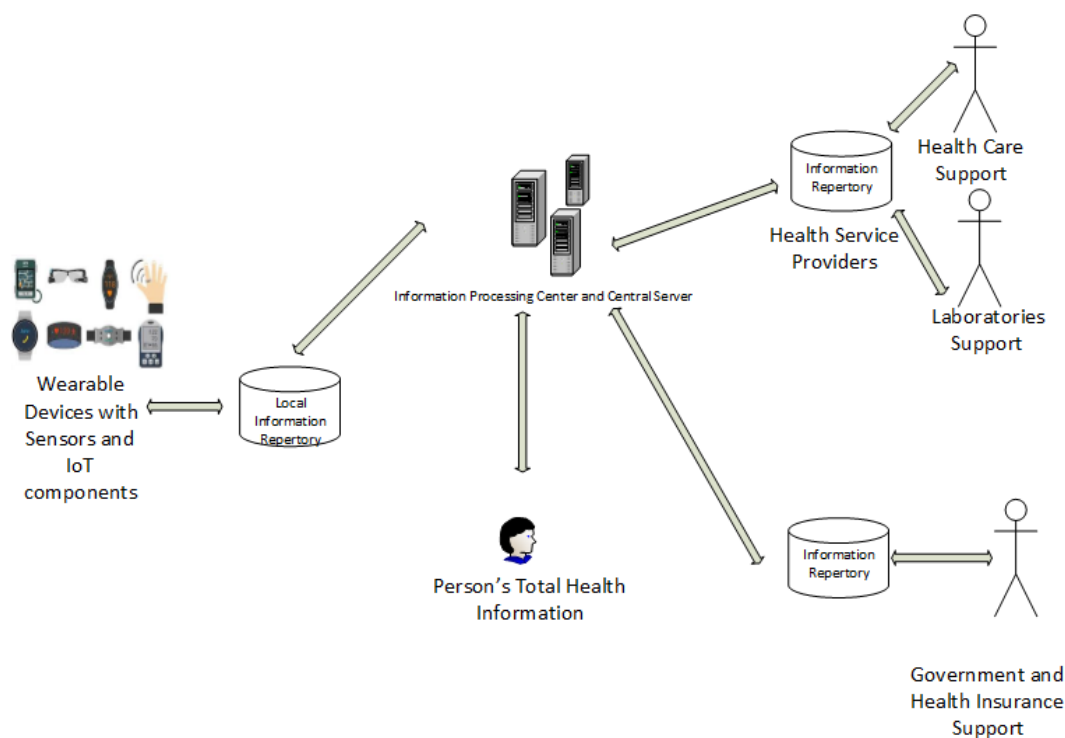 Health Care
Support
Information
Repertory
Health Service
Providers
Laboratories
Support
Information Processing Center and Central Server
Wearable
Devices with
Sensors and
IoT
components
Local
Information
Repertory
Person's Total Health
Information
Information
Repertory
Government and
Health Insurance
Support